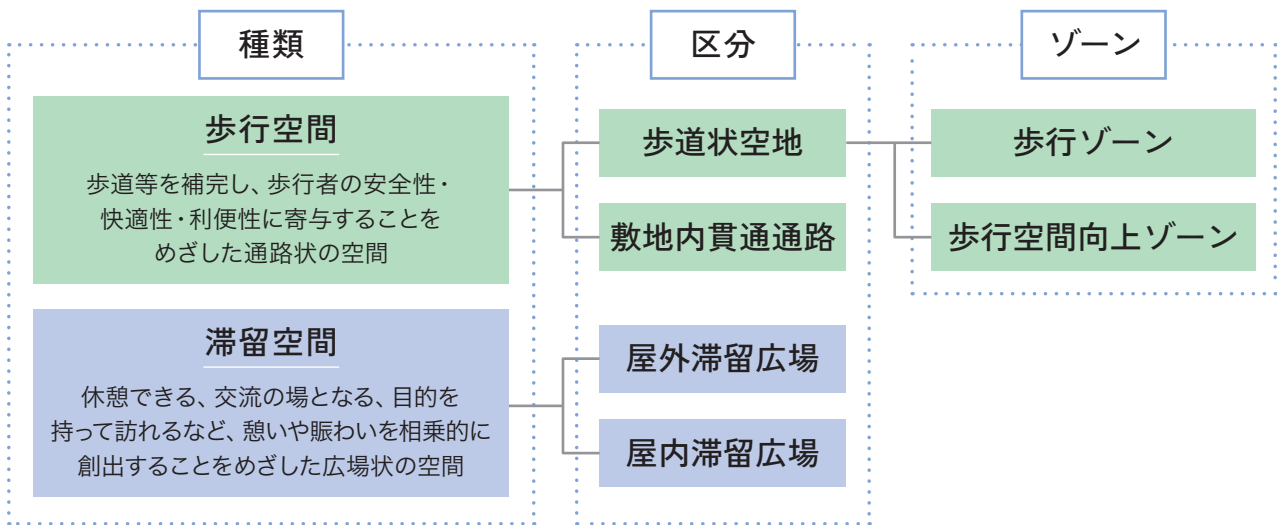 種類
歩行空間
歩道等を補完し、歩行者の安全性・
快適性・利便性に寄与することを
めざした通路状の空間
滞留空間
休憩できる、交流の場となる、目的を
持って訪れるなど、憩いや賑わいを相乗的に
創出することをめざした広場状の空間
区分
歩道状空地
敷地内貫通通路
屋外滞留広場
屋内滞留広場
ゾーン
歩行ゾーン
歩行空間向上ゾーン